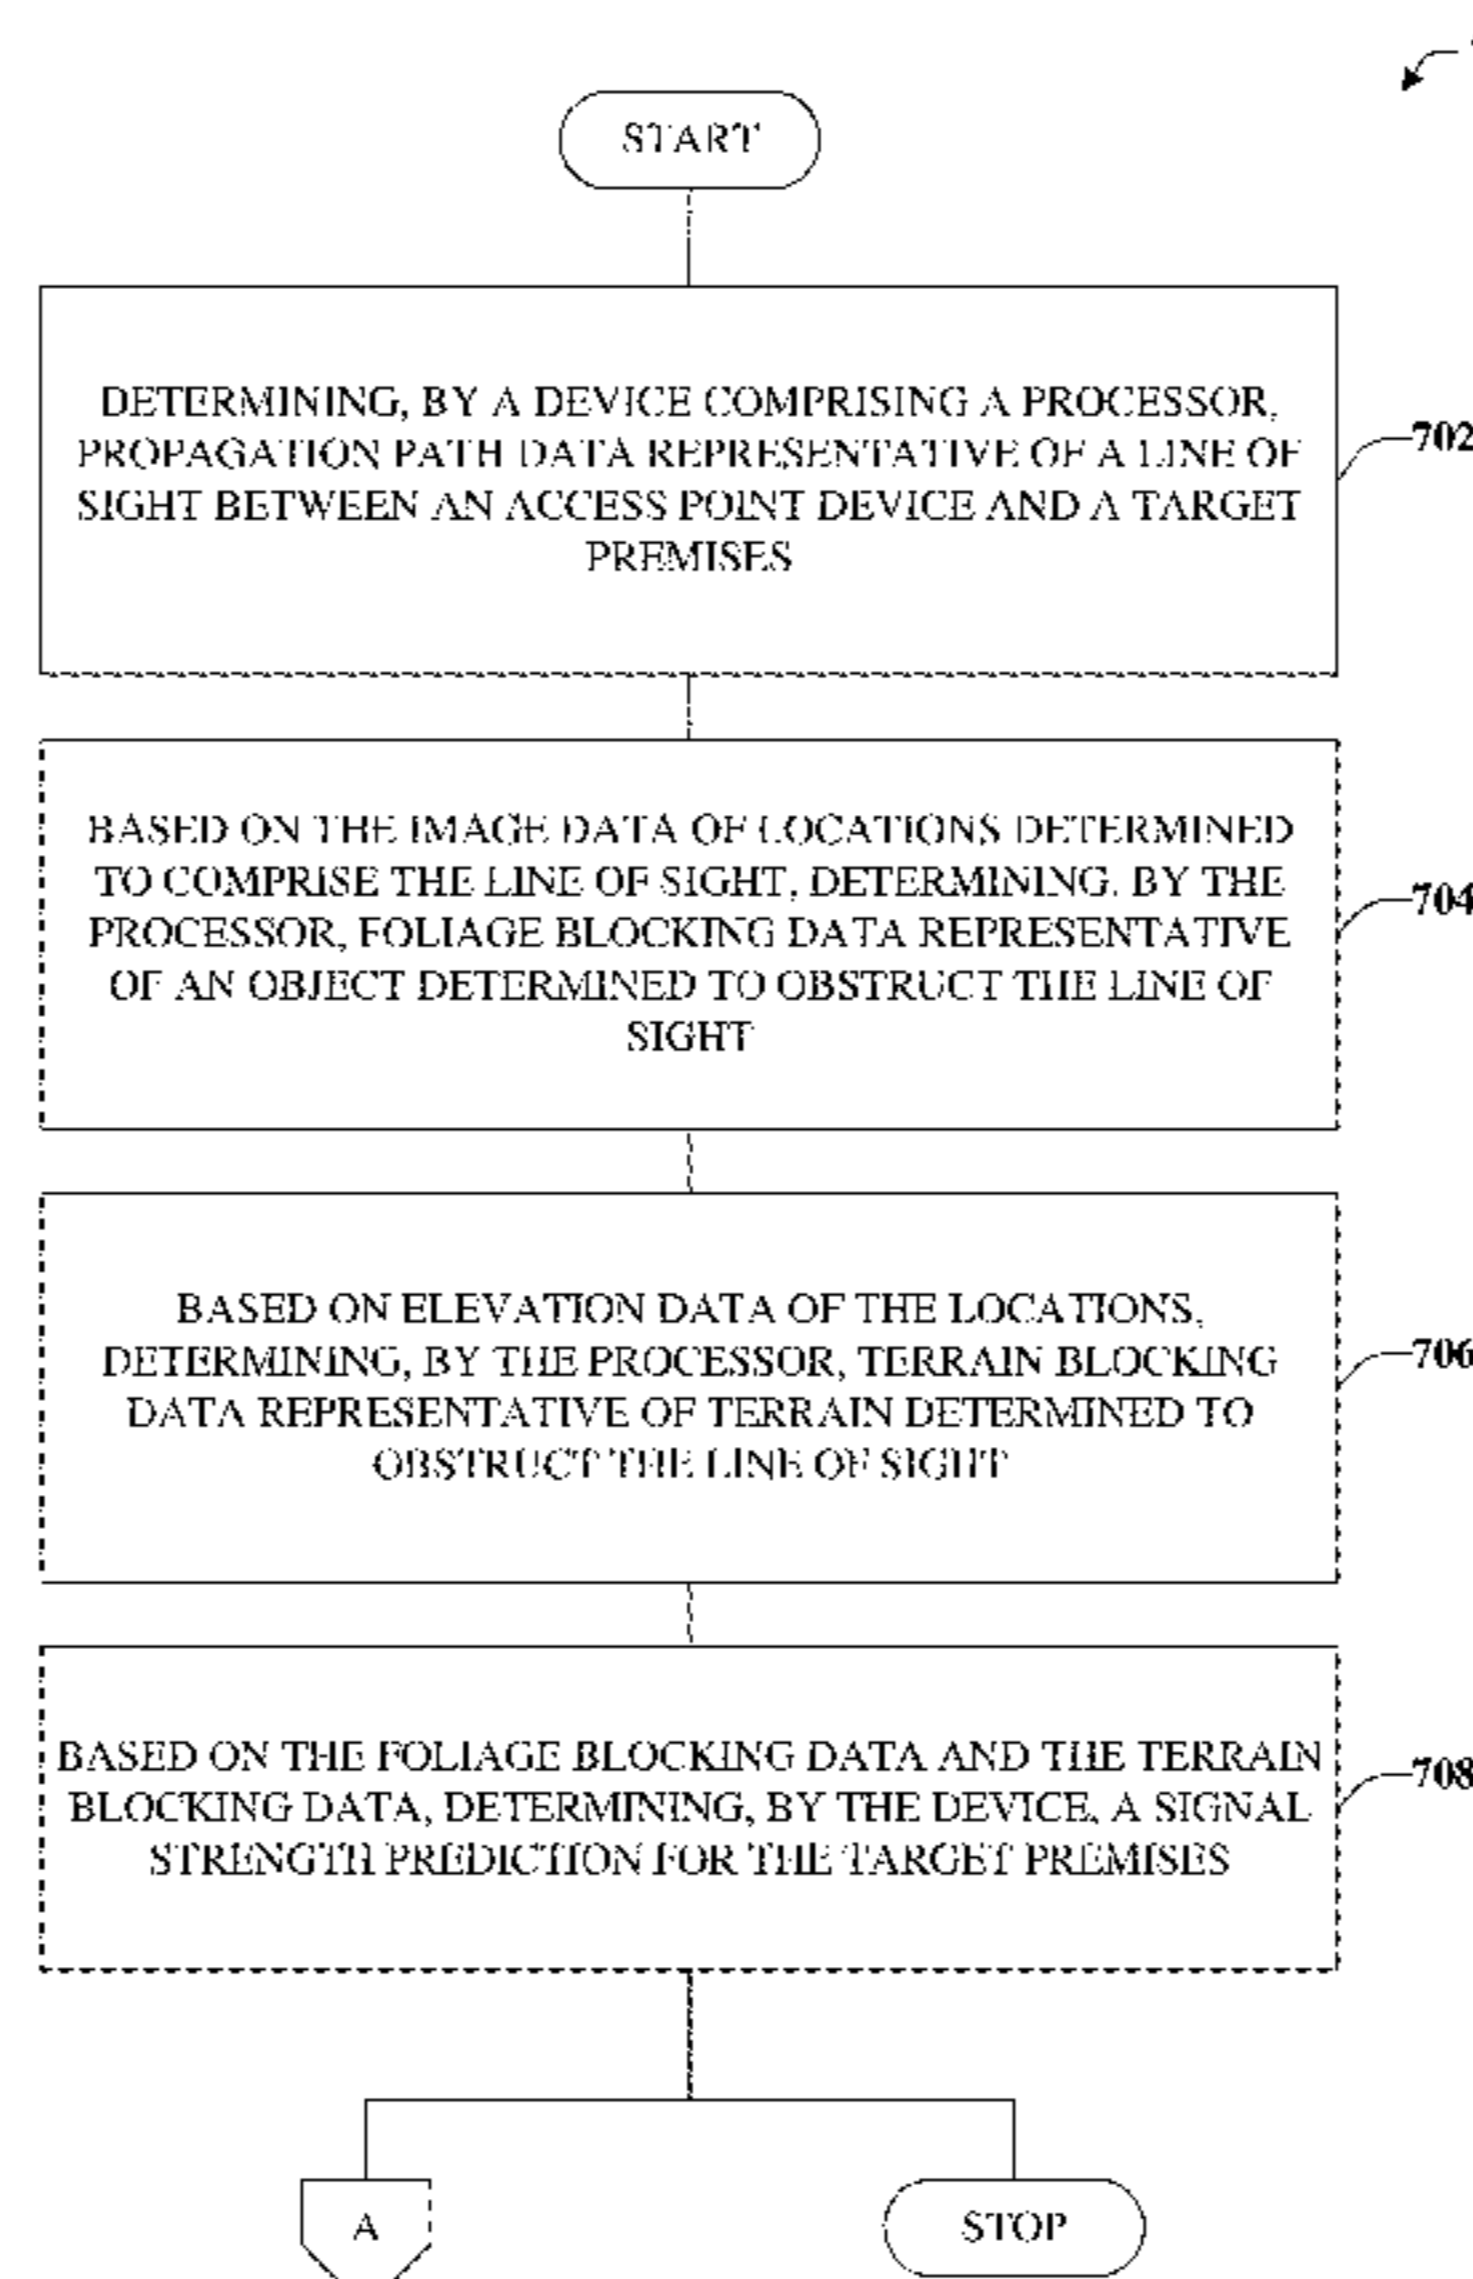 START
DETERMINING, BY A DEVICE COMPRISING A PROCESSOR,
PROPAGATION PATH DATA REPRESENTATIVE OF A LINE OF
SIGHT BETWEEN AN ACCESS POINT DEVICE AND A TARGET
PREMISES
702
BASED ON THE IMAGE DATA OF LOCATIONS DETERMINED
TO COMPRISE THE LINE OF SIGHT, DETERMINING, BY THE
PROCESSOR, FOLIAGE BLOCKING DATA REPRESENTATIVE
OF AN OBJECT DETERMINED TO OBSTRUCT THE LINE OF
SIGHT
704
BASED ON ELEVATION DATA OF THE LOCATIONS,
DETERMINING, BY THE PROCESSOR, TERRAIN BLOCKING
DATA REPRESENTATIVE OF TERRAIN DETERMINED TO
OBSTRUCT THE LINE OF SIGHT
706
BASED ON THE FOLIAGE BLOCKING DATA AND THE TERRAIN
BLOCKING DATA, DETERMINING, BY THE DEVICE, A SIGNAL
STRENGTH PREDICTION FOR THE TARGET PREMISES
708
A
STOP